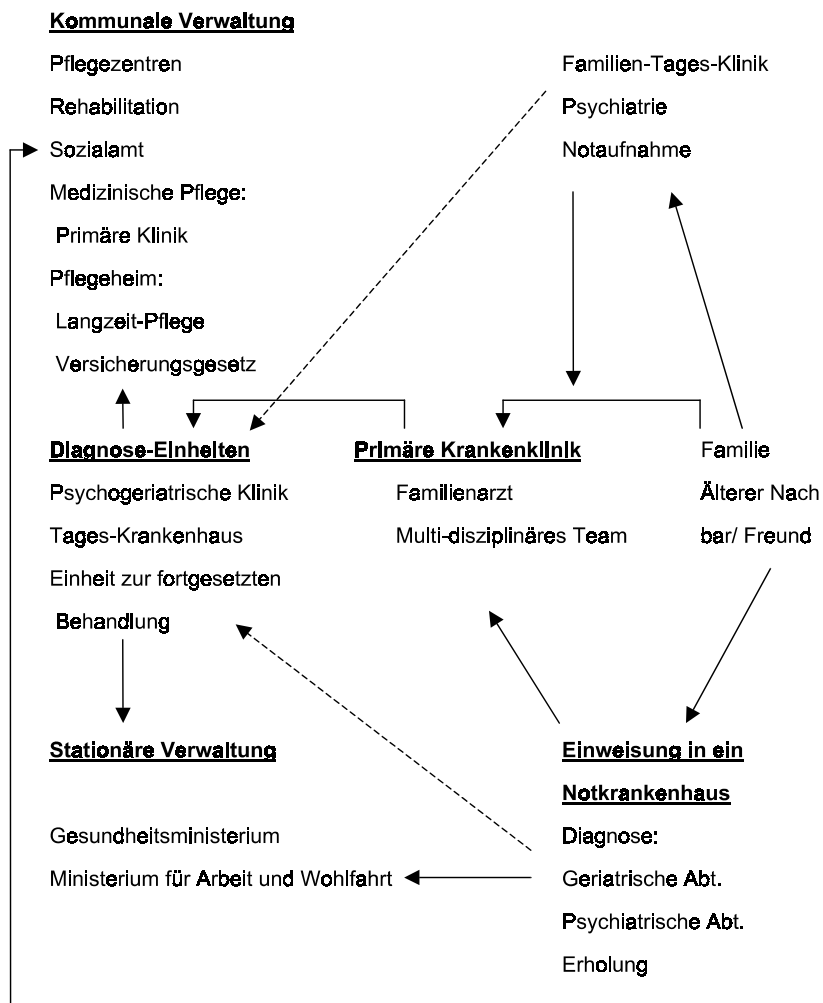 Kommunale Verwaltung
Pflegezentren
Rehabilitation
Sozialamt
Medizinische Pflege:
Primäre Klinik
Pflegeheim:
Langzeit-Pflege
Versicherungsgesetz
Familien-Tages-Klinik
Psychiatrie
Notaufnahme
Diagnose-Einheiten
Psychogeriatrische Klinik
Tages-Krankenhaus
Einheit zur fortgesetzten
Behandlung
Primäre Krankenklinik
Familienarzt
Multi-disziplinäres Team
Familie
Älterer Nach
bar/ Freund
Stationäre Verwaltung
Gesundheitsministerium
Ministerium für Arbeit und Wohlfahrt
Einweisung in ein
Notkrankenhaus
Diagnose:
Geriatrische Abt.
Psychiatrische Abt.
Erholung